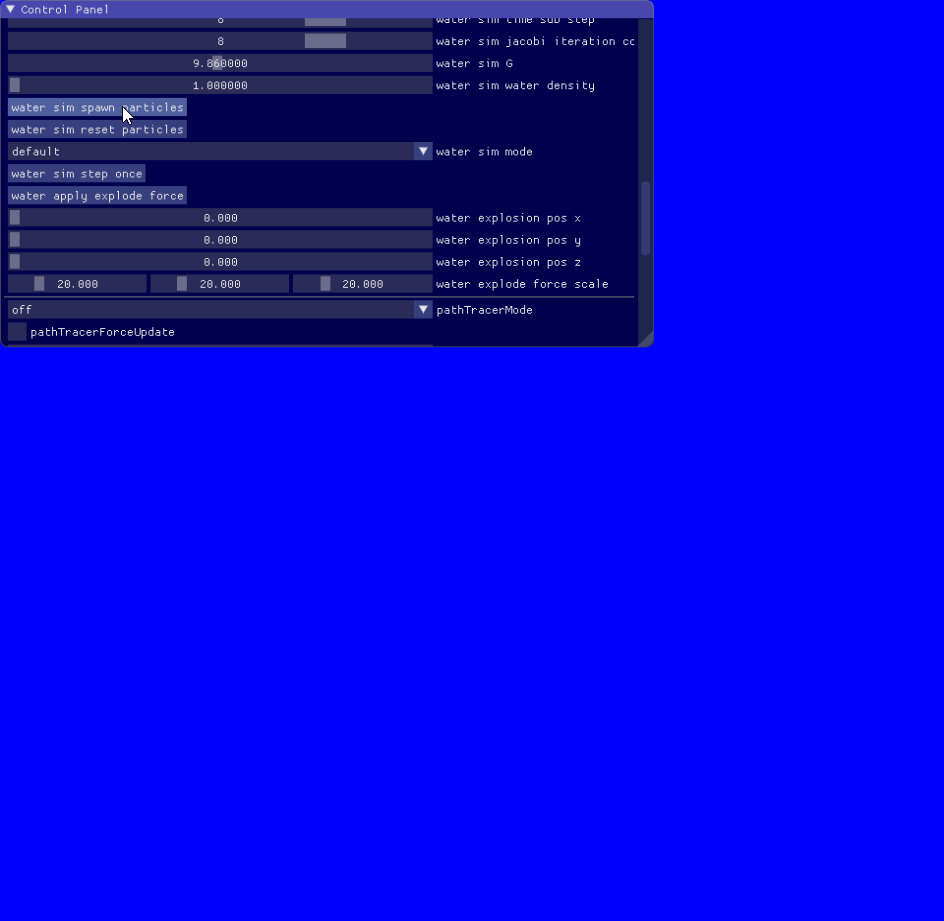 Control Panel
8 water sim time sub step
8 water sim jacobi iteration cc
9.860000 water sim G
1.000000 water sim water density
water sim spawn particles
water sim reset particles
default water sim mode
water sim step once
water apply explode force
0.000 water explosion pos x
0.000 water explosion pos y
0.000 water explosion pos z
20.000 20.000 20.000 water explode force scale
off pathTracerMode
pathTracerForceUpdate